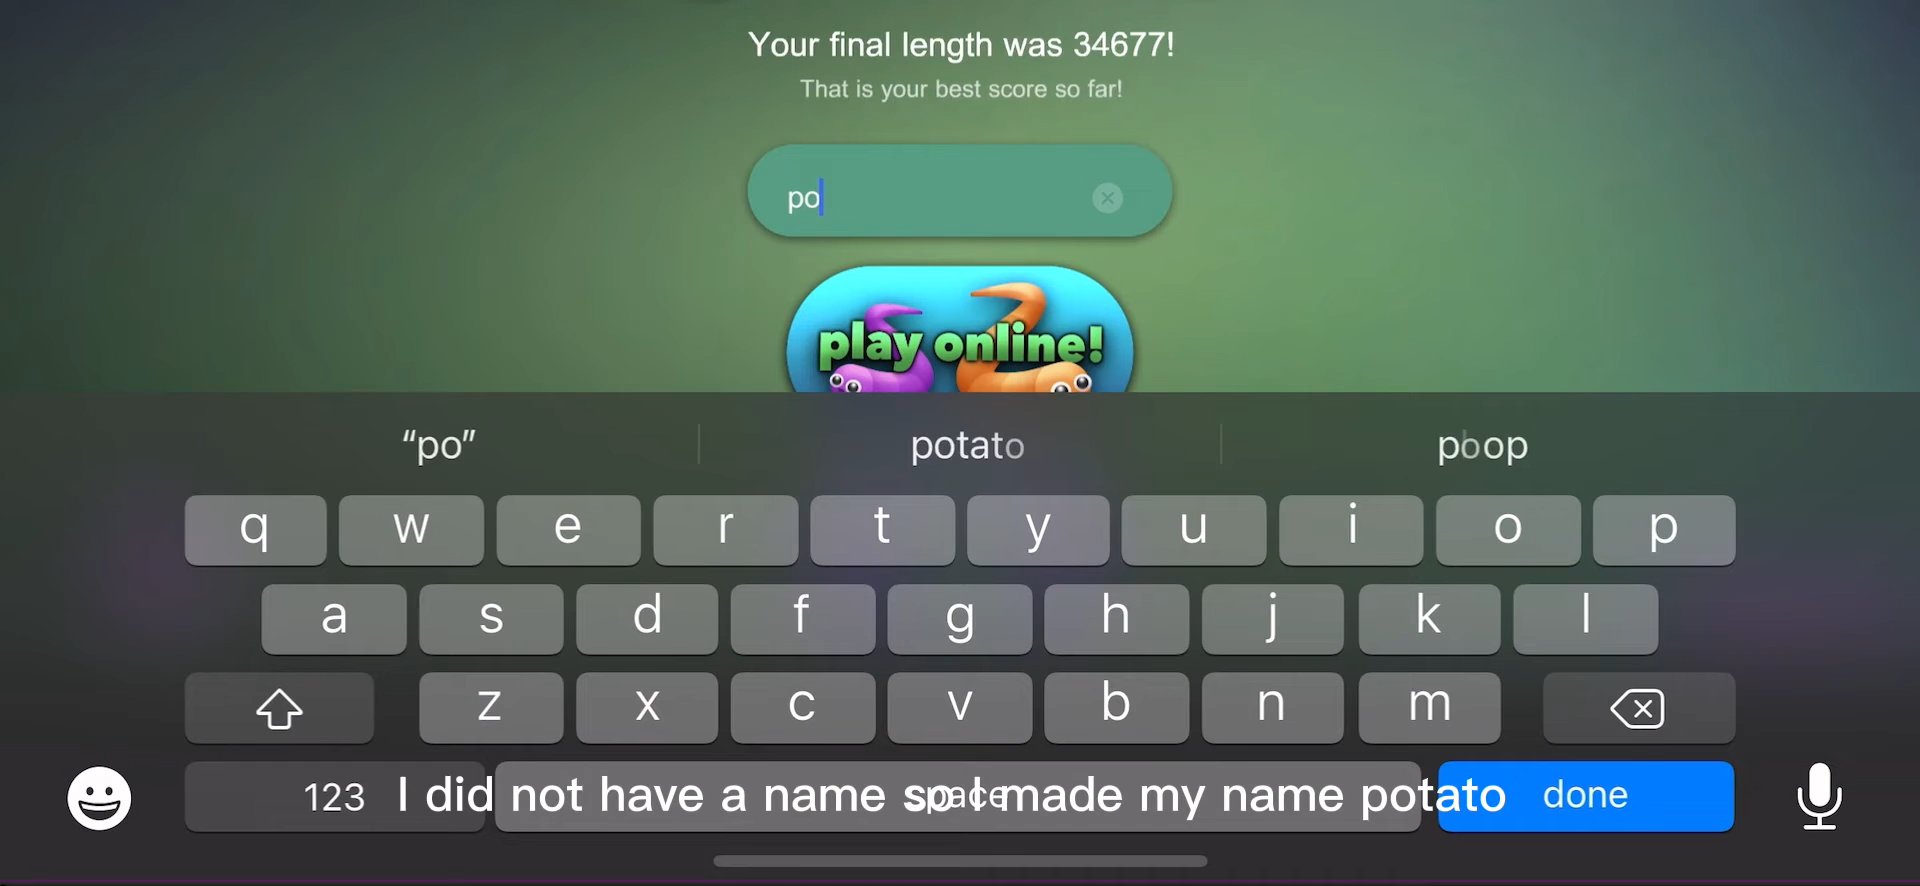 Your final length was 34677!
That is your best score so far!
po
play online!
“po” potato poop
q w e r t y u i o p
a s d f g h j k l
z x c v b n m
123 space done
I did not have a name so I made my name potato